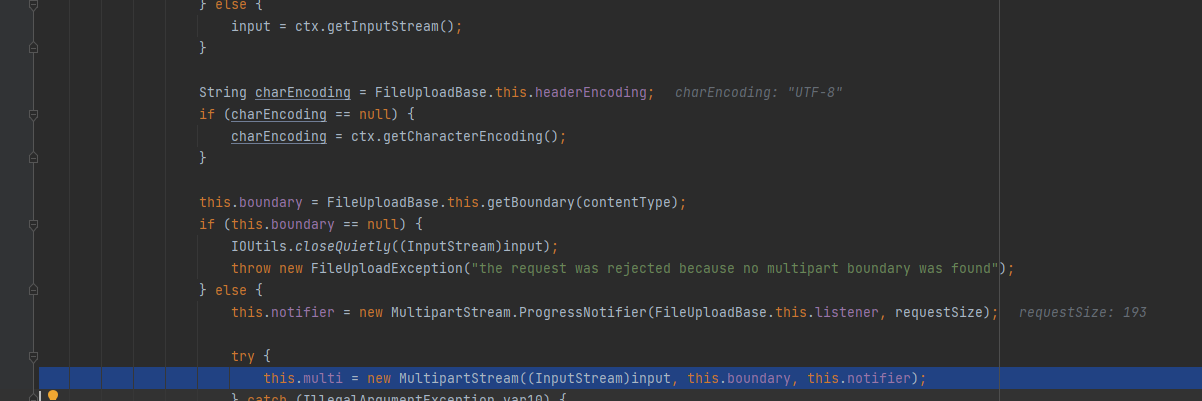 } else {
input = ctx.getInputStream();
}
String charEncoding = FileUploadBase.this.headerEncoding; charEncoding: "UTF-8"
if (charEncoding == null) {
charEncoding = ctx.getCharacterEncoding();
}
this.boundary = FileUploadBase.this.getBoundary(contentType);
if (this.boundary == null) {
IOUtils.closeQuietly((InputStream)input);
throw new FileUploadException("the request was rejected because no multipart boundary was found");
} else {
this.notifier = new MultipartStream.ProgressNotifier(FileUploadBase.this.listener, requestSize); requestSize: 193
try {
this.multi = new MultipartStream((InputStream)input, this.boundary, this.notifier);
} catch (IllegalArgumentException var10) {